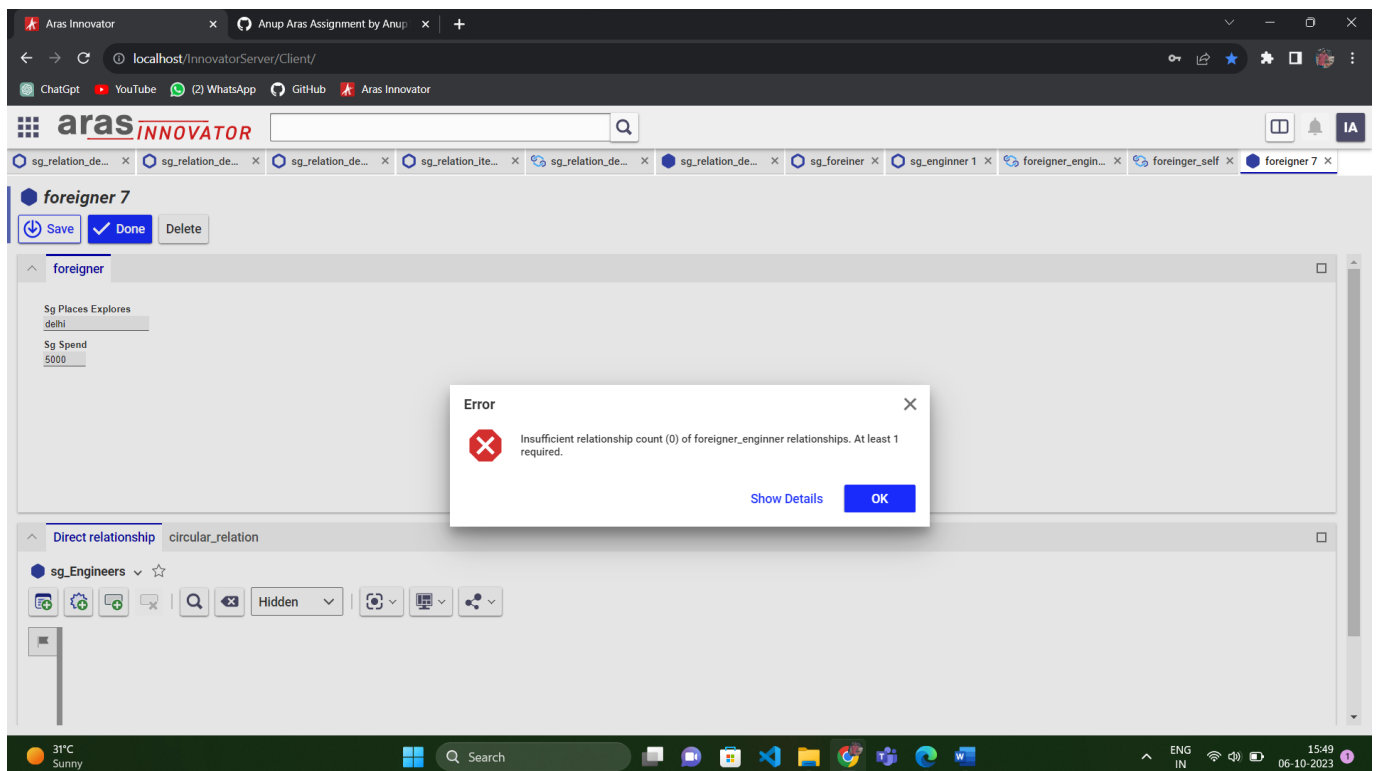 Aras Innovator
Anup Aras Assignment by Anup
localhost/InnovatorServer/Client/
ChatGpt YouTube (2) WhatsApp GitHub Aras Innovator
aras INNOVATOR
IA
sg_relation_de... sg_relation_de... sg_relation_de... sg_relation_ite... sg_relation_de... sg_relation_de... sg_foreiner sg_enginner 1 foreigner_engin... foreinger_self foreigner 7
foreigner 7
Save Done Delete
foreigner
Sg Places Explores
delhi
Sg Spend
5000
Error
Insufficient relationship count (0) of foreigner_enginner relationships. At least 1
required.
Show Details OK
Direct relationship circular_relation
sg_Engineers
Hidden
31°C
Sunny
Search
ENG
IN
15:49
06-10-2023
1